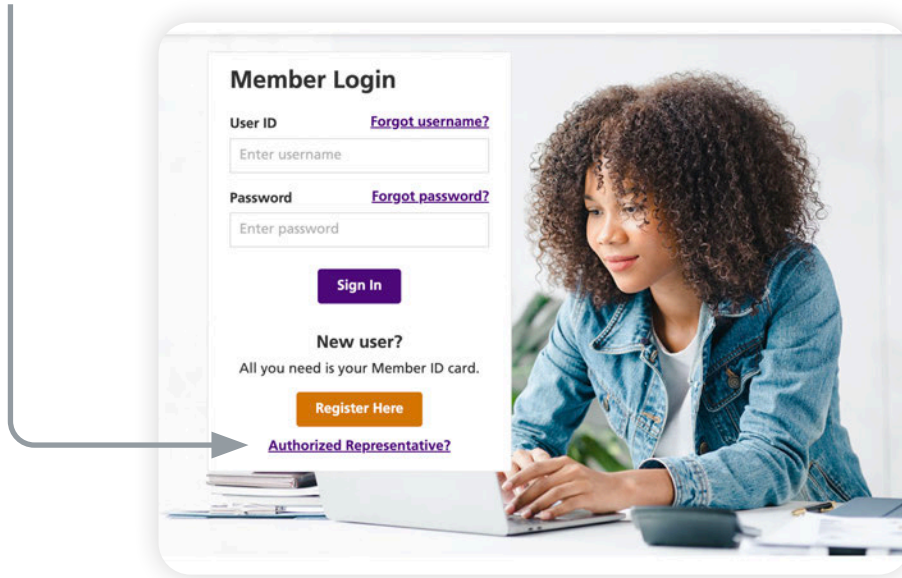 Member Login
User ID Forgot username?
Enter username
Password Forgot password?
Enter password
Sign In
New user?
All you need is your Member ID card.
Register Here
Authorized Representative?